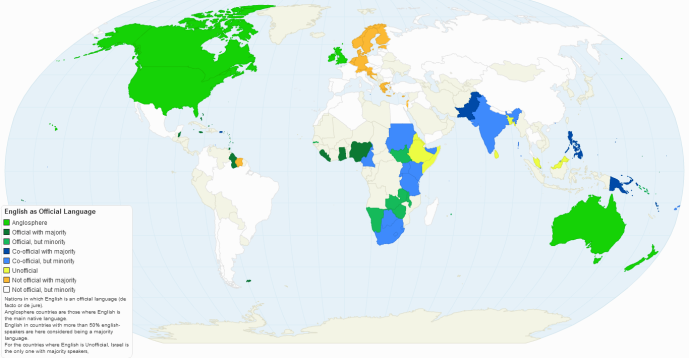 English as Official Language
Anglosphere
Official with majority
Official, but minority
Co-official with majority
Co-official, but minority
Unofficial
Not official with majority
Not official, but minority
Nations in which English is an official language (de
facto or de jure).
Anglosphere countries are those where English is
the main native language.
English in countries with more than 50% english-
speakers are here considered being a majority
language.
For the countries where English is Unofficial, Israel is
the only one with majority speakers.